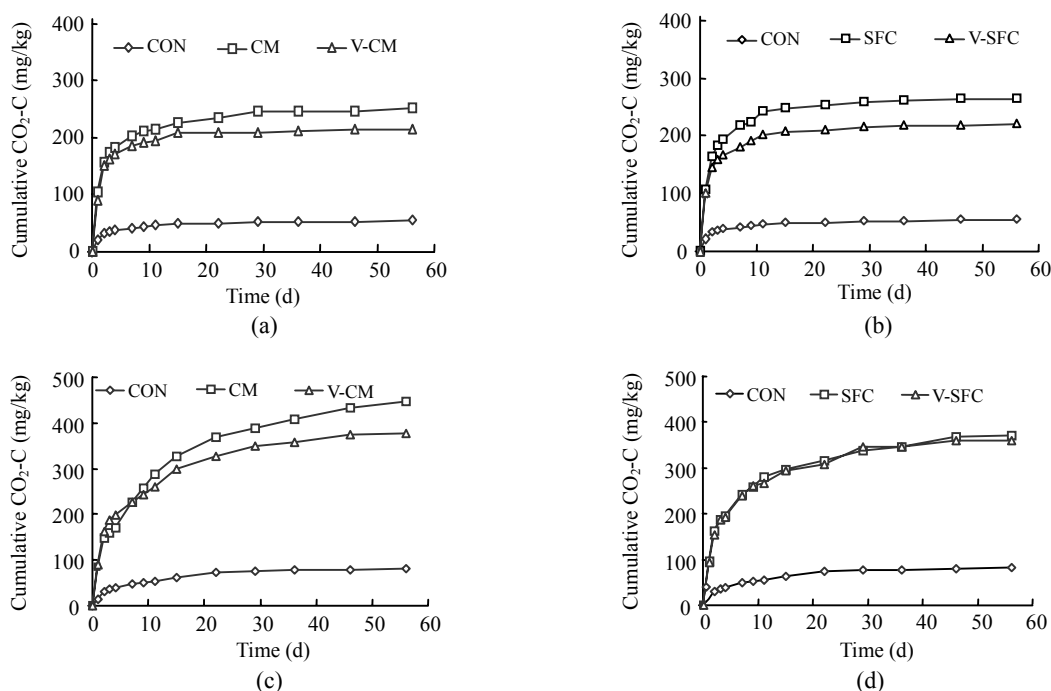 400
300
200
100
0
Cumulative CO₂-C (mg/kg)
CON CM V-CM
0 10 20 30 40 50 60
Time (d)
(a)
400
300
200
100
0
Cumulative CO₂-C (mg/kg)
CON SFC V-SFC
0 10 20 30 40 50 60
Time (d)
(b)
500
400
300
200
100
0
Cumulative CO₂-C (mg/kg)
CON CM V-CM
0 10 20 30 40 50 60
Time (d)
(c)
500
400
300
200
100
0
Cumulative CO₂-C (mg/kg)
CON SFC V-SFC
0 10 20 30 40 50 60
Time (d)
(d)